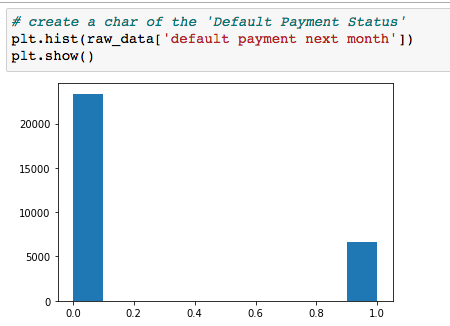 # create a char of the 'Default Payment Status'
plt.hist(raw_data['default payment next month'])
plt.show()
20000
15000
10000
5000
0
0.0 0.2 0.4 0.6 0.8 1.0